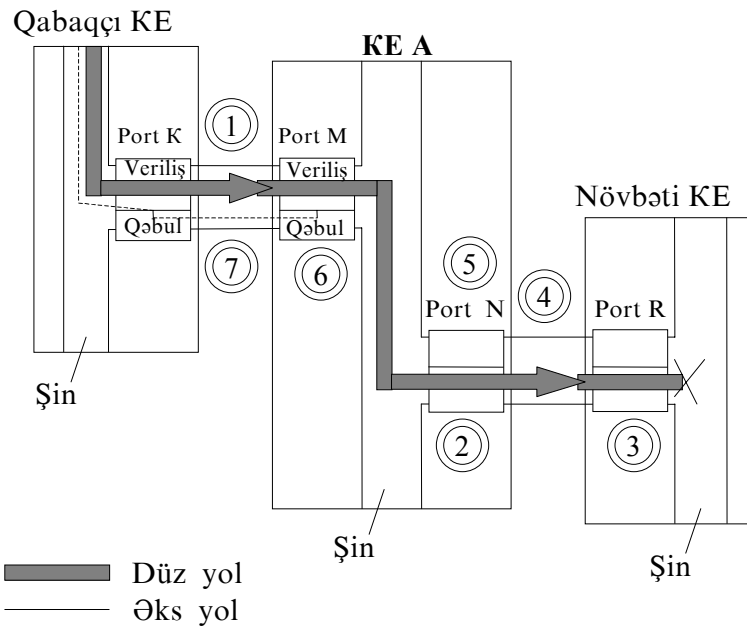 Qabaqçı KE
KE A
1
Port K
Port M
Veriliş
Veriliş
Növbəti KE
Qəbul
Qəbul
7
6
5
4
Port N
Port R
Şin
2
3
Şin
Şin
Düz yol
Əks yol